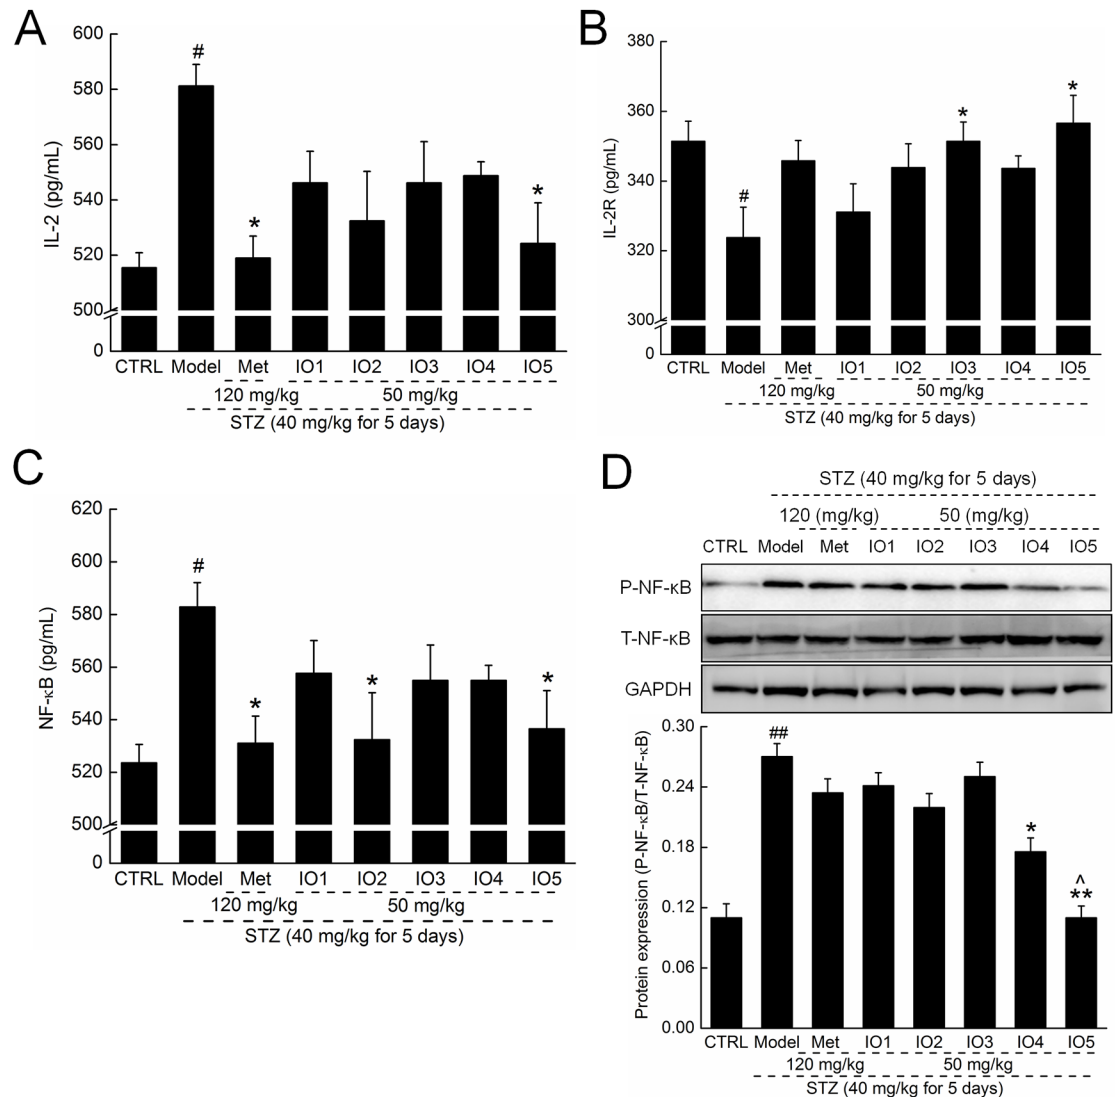 A
IL-2 (pg/mL)
600
580
560
540
520
500
0
#
*
*
CTRL Model Met IO1 IO2 IO3 IO4 IO5
120 mg/kg 50 mg/kg
STZ (40 mg/kg for 5 days)
B
IL-2R (pg/mL)
380
360
340
320
300
0
#
*
*
CTRL Model Met IO1 IO2 IO3 IO4 IO5
120 mg/kg 50 mg/kg
STZ (40 mg/kg for 5 days)
C
NF-κB (pg/mL)
620
600
580
560
540
520
500
0
#
*
*
*
CTRL Model Met IO1 IO2 IO3 IO4 IO5
120 mg/kg 50 mg/kg
STZ (40 mg/kg for 5 days)
D
STZ (40 mg/kg for 5 days)
120 (mg/kg) 50 (mg/kg)
CTRL Model Met IO1 IO2 IO3 IO4 IO5
P-NF-κB
T-NF-κB
GAPDH
Protein expression (P-NF-κB/T-NF-κB)
0.30
0.24
0.18
0.12
0.06
0.00
##
*
^
**
CTRL Model Met IO1 IO2 IO3 IO4 IO5
120 mg/kg 50 mg/kg
STZ (40 mg/kg for 5 days)